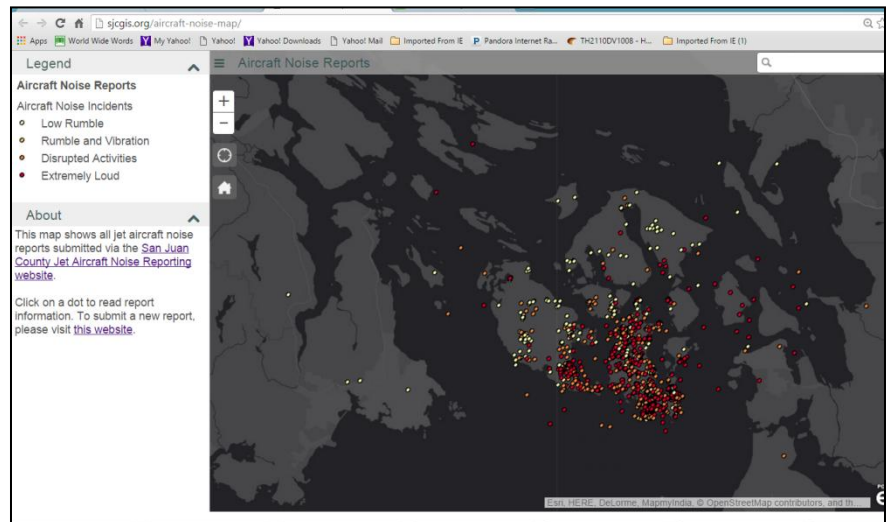 sjcgis.org/aircraft-noise-map/
Apps World Wide Words My Yahoo! Yahoo! Yahoo! Downloads Yahoo! Mail Imported From IE Pandora Internet Ra... TH2110DV1008 - H... Imported From IE (1)
Legend
Aircraft Noise Reports
Aircraft Noise Reports
Aircraft Noise Incidents
Low Rumble
Rumble and Vibration
Disrupted Activities
Extremely Loud
About
This map shows all jet aircraft noise
reports submitted via the San Juan
County Jet Aircraft Noise Reporting
website.
Click on a dot to read report
information. To submit a new report,
please visit this website.
Esri, HERE, DeLorme, MapmyIndia, © OpenStreetMap contributors, and th...